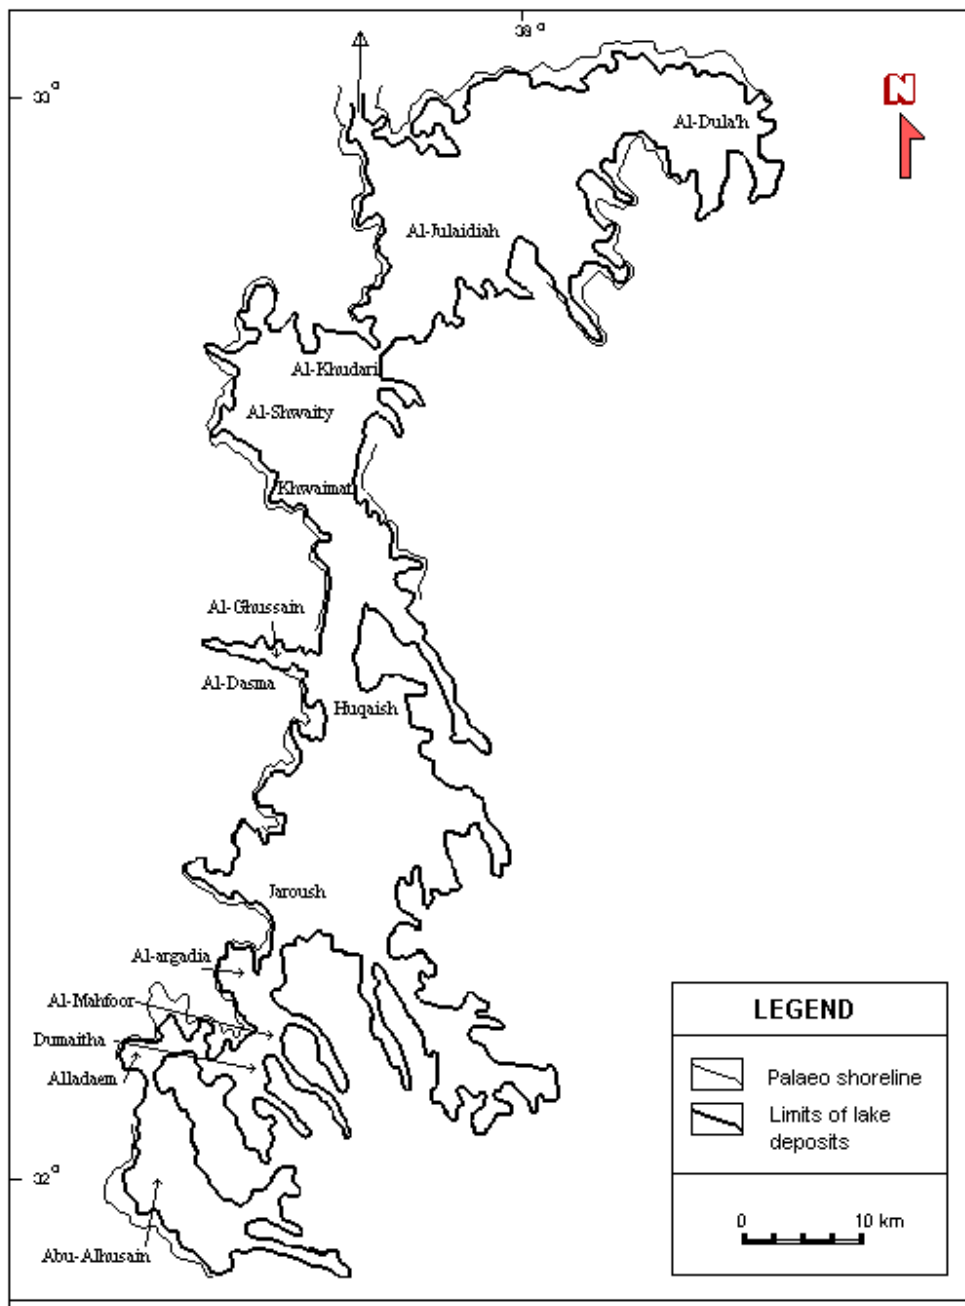 38°
33°
N
Al-Dula'h
Al-Julaidiah
Al-Khudari
Al-Shwaity
Khwaimat
Al-Ghussain
Al-Dasma
Huqaish
Jaroush
Al-argadia
Al-Mahfoor
Dumaitha
Alladaem
32°
Abu-Alhusain
LEGEND
Palaeo shoreline
Limits of lake
deposits
0 10 km